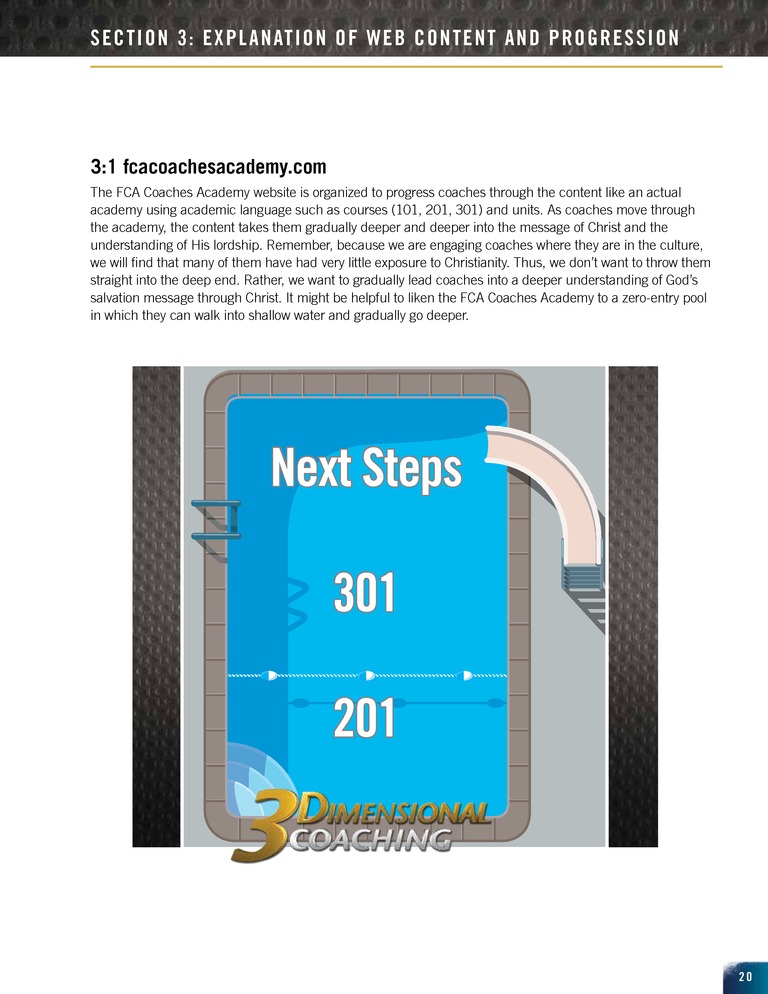 SECTION 3: EXPLANATION OF WEB CONTENT AND PROGRESSION
3:1 fcacoachesacademy.com
The FCA Coaches Academy website is organized to progress coaches through the content like an actual
academy using academic language such as courses (101, 201, 301) and units. As coaches move through
the academy, the content takes them gradually deeper and deeper into the message of Christ and the
understanding of His lordship. Remember, because we are engaging coaches where they are in the culture,
we will find that many of them have had very little exposure to Christianity. Thus, we don’t want to throw them
straight into the deep end. Rather, we want to gradually lead coaches into a deeper understanding of God’s
salvation message through Christ. It might be helpful to liken the FCA Coaches Academy to a zero-entry pool
in which they can walk into shallow water and gradually go deeper.
Next Steps
301
201
3DIMENSIONAL
COACHING
20